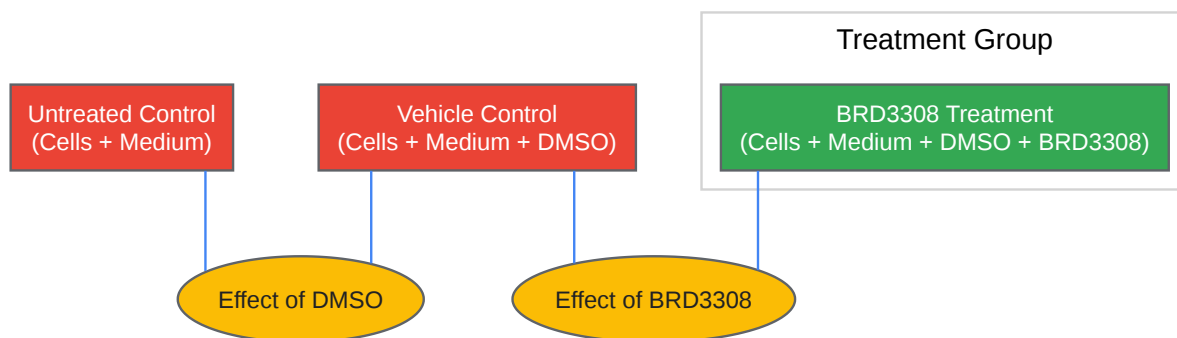 Treatment Group
Untreated Control
(Cells + Medium)
Vehicle Control
(Cells + Medium + DMSO)
BRD3308 Treatment
(Cells + Medium + DMSO + BRD3308)
Effect of DMSO
Effect of BRD3308